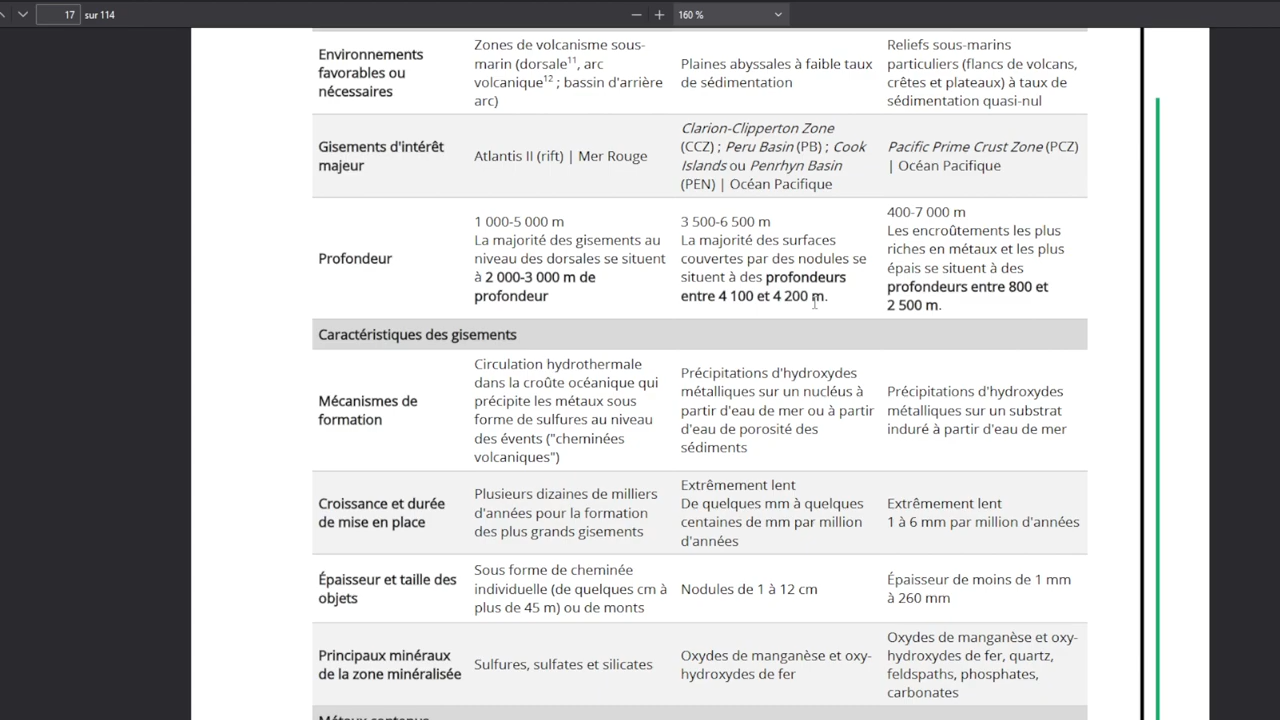 17 sur 114
160 %
Environnements
favorables ou
nécessaires
Zones de volcanisme sous-
marin (dorsale11, arc
volcanique12 ; bassin d'arrière
arc)
Plaines abyssales à faible taux
de sédimentation
Reliefs sous-marins
particuliers (flancs de volcans,
crêtes et plateaux) à taux de
sédimentation quasi-nul
Gisements d'intérêt
majeur
Atlantis II (rift) | Mer Rouge
Clarion-Clipperton Zone
(CCZ) ; Peru Basin (PB) ; Cook
Islands ou Penrhyn Basin
(PEN) | Océan Pacifique
Pacific Prime Crust Zone (PCZ)
| Océan Pacifique
Profondeur
1 000-5 000 m
La majorité des gisements au
niveau des dorsales se situent
à 2 000-3 000 m de
profondeur
3 500-6 500 m
La majorité des surfaces
couvertes par des nodules se
situent à des profondeurs
entre 4 100 et 4 200 m.
400-7 000 m
Les encroûtements les plus
riches en métaux et les plus
épais se situent à des
profondeurs entre 800 et
2 500 m.
Caractéristiques des gisements
Mécanismes de
formation
Circulation hydrothermale
dans la croûte océanique qui
précipite les métaux sous
forme de sulfures au niveau
des évents ("cheminées
volcaniques")
Précipitations d'hydroxydes
métalliques sur un nucléus à
partir d'eau de mer ou à partir
d'eau de porosité des
sédiments
Précipitations d'hydroxydes
métalliques sur un substrat
induré à partir d'eau de mer
Croissance et durée
de mise en place
Plusieurs dizaines de milliers
d'années pour la formation
des plus grands gisements
Extrêmement lent
De quelques mm à quelques
centaines de mm par million
d'années
Extrêmement lent
1 à 6 mm par million d'années
Épaisseur et taille des
objets
Sous forme de cheminée
individuelle (de quelques cm à
plus de 45 m) ou de monts
Nodules de 1 à 12 cm
Épaisseur de moins de 1 mm
à 260 mm
Principaux minéraux
de la zone minéralisée
Sulfures, sulfates et silicates
Oxydes de manganèse et oxy-
hydroxydes de fer
Oxydes de manganèse et oxy-
hydroxydes de fer, quartz,
feldspaths, phosphates,
carbonates
Métaux contenus